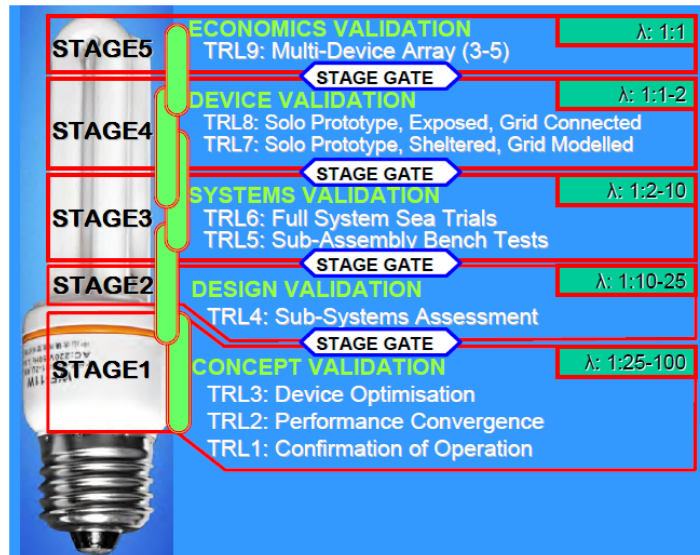 ECONOMICS VALIDATION
λ: 1:1
STAGE5
TRL9: Multi-Device Array (3-5)
STAGE GATE
DEVICE VALIDATION
λ: 1:1-2
STAGE4
TRL8: Solo Prototype, Exposed, Grid Connected
TRL7: Solo Prototype, Sheltered, Grid Modelled
STAGE GATE
SYSTEMS VALIDATION
λ: 1:2-10
STAGE3
TRL6: Full System Sea Trials
TRL5: Sub-Assembly Bench Tests
STAGE GATE
STAGE2
DESIGN VALIDATION
λ: 1:10-25
TRL4: Sub-Systems Assessment
STAGE GATE
CONCEPT VALIDATION
λ: 1:25-100
STAGE1
TRL3: Device Optimisation
TRL2: Performance Convergence
TRL1: Confirmation of Operation